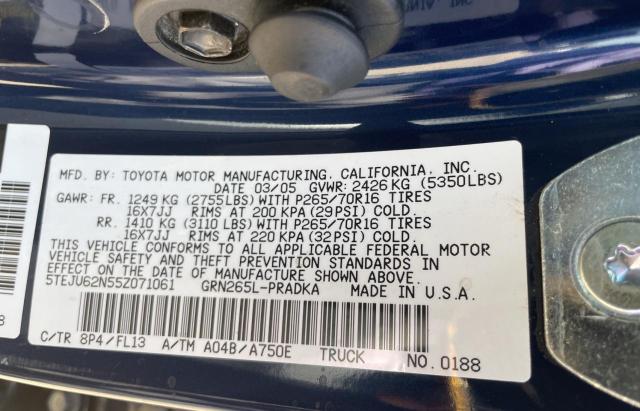 MFD. BY: TOYOTA MOTOR MANUFACTURING, CALIFORNIA, INC.
DATE 03/05 GVWR: 2426 KG (5350LBS)
GAWR: FR. 1249 KG (2755LBS) WITH P265/70R16 TIRES
16X7JJ RIMS AT 200 KPA (29PSI) COLD.
RR. 1410 KG (3110 LBS) WITH P265/70R16 TIRES
16X7JJ RIMS AT 220 KPA (32PSI) COLD.
THIS VEHICLE CONFORMS TO ALL APPLICABLE FEDERAL MOTOR
VEHICLE SAFETY AND THEFT PREVENTION STANDARDS IN
EFFECT ON THE DATE OF MANUFACTURE SHOWN ABOVE.
5TEJU62N55Z071061 GRN265L-PRADKA MADE IN U.S.A.
C/TR 8P4/FL13 A/TM A04B/A750E TRUCK NO. 0188
8